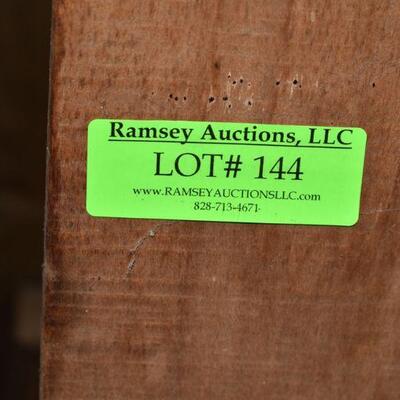 Ramsey Auctions, LLC
LOT# 144
www.RAMSEYAUCTIONSLLC.com
828-713-4671